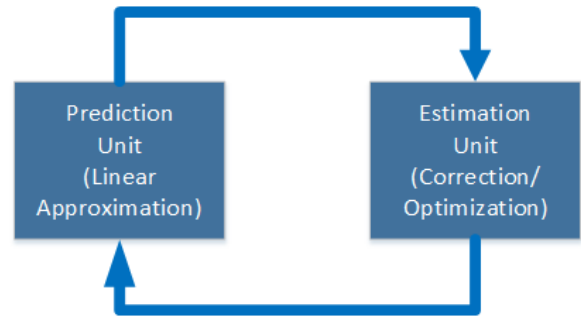 Prediction
Unit
(Linear
Approximation)
Estimation
Unit
(Correction/
Optimization)